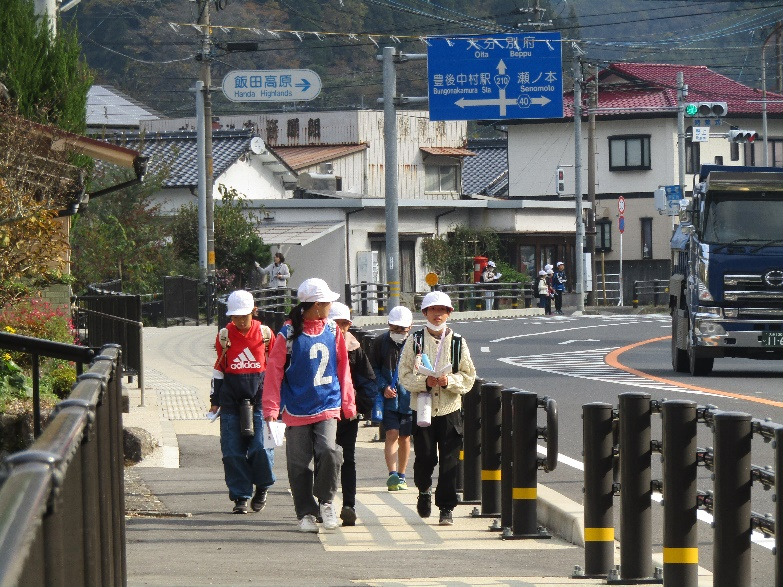 大分 別府
Oita Beppu
豊後中村駅
Bungonakamura Sta
210
瀬ノ本
Senomoto
40
飯田高原
Handa Highlands
adidas
2